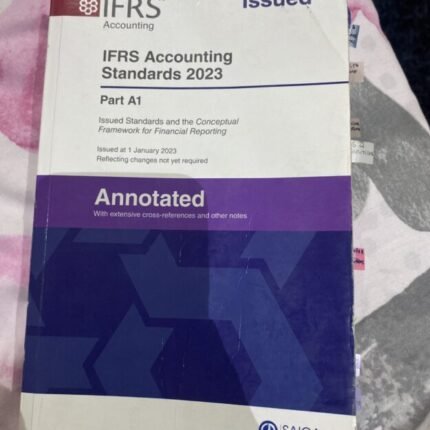 IFRS
Issued
Accounting
IFRS Accounting
Standards 2023
Part A1
Issued Standards and the Conceptual
Framework for Financial Reporting
Issued at 1 January 2023
Reflecting changes not yet required
Annotated
With extensive cross-references and other notes